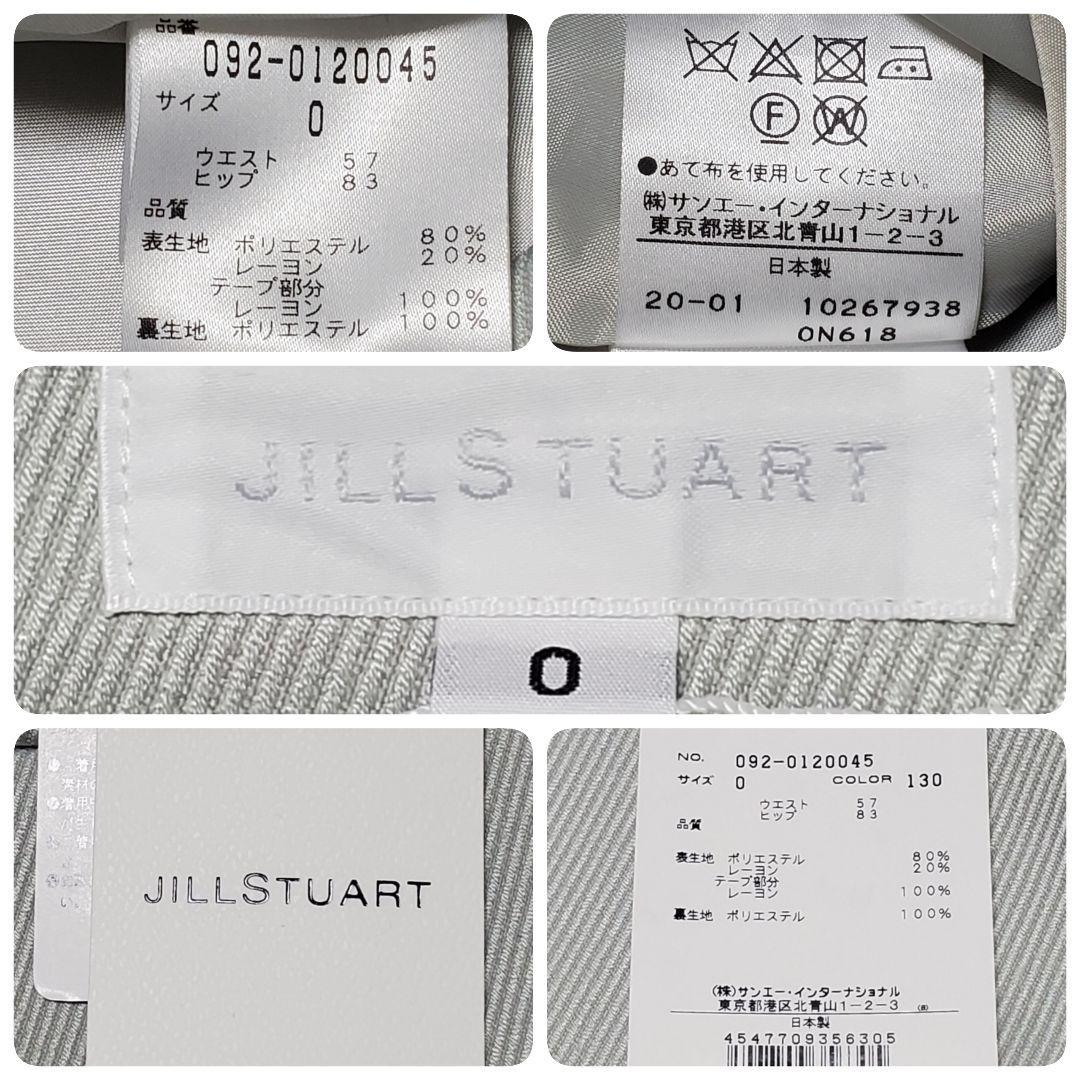 品番
092-0120045
サイズ
0
ウエスト 57
ヒップ 83
品質
表生地 ポリエステル 80%
レーヨン 20%
テープ部分
レーヨン 100%
裏生地 ポリエステル 100%
F
W
●あて布を使用してください。
(株)サンエー・インターナショナル
東京都港区北青山1-2-3
日本製
20-01 10267938
0N618
JILLSTUART
0
JILLSTUART
NO. 092-0120045
サイズ 0 COLOR 130
ウエスト 57
ヒップ 83
品質
表生地 ポリエステル 80%
レーヨン 20%
テープ部分
レーヨン 100%
裏生地 ポリエステル 100%
(株)サンエー・インターナショナル
東京都港区北青山1-2-3
日本製
4547709356305